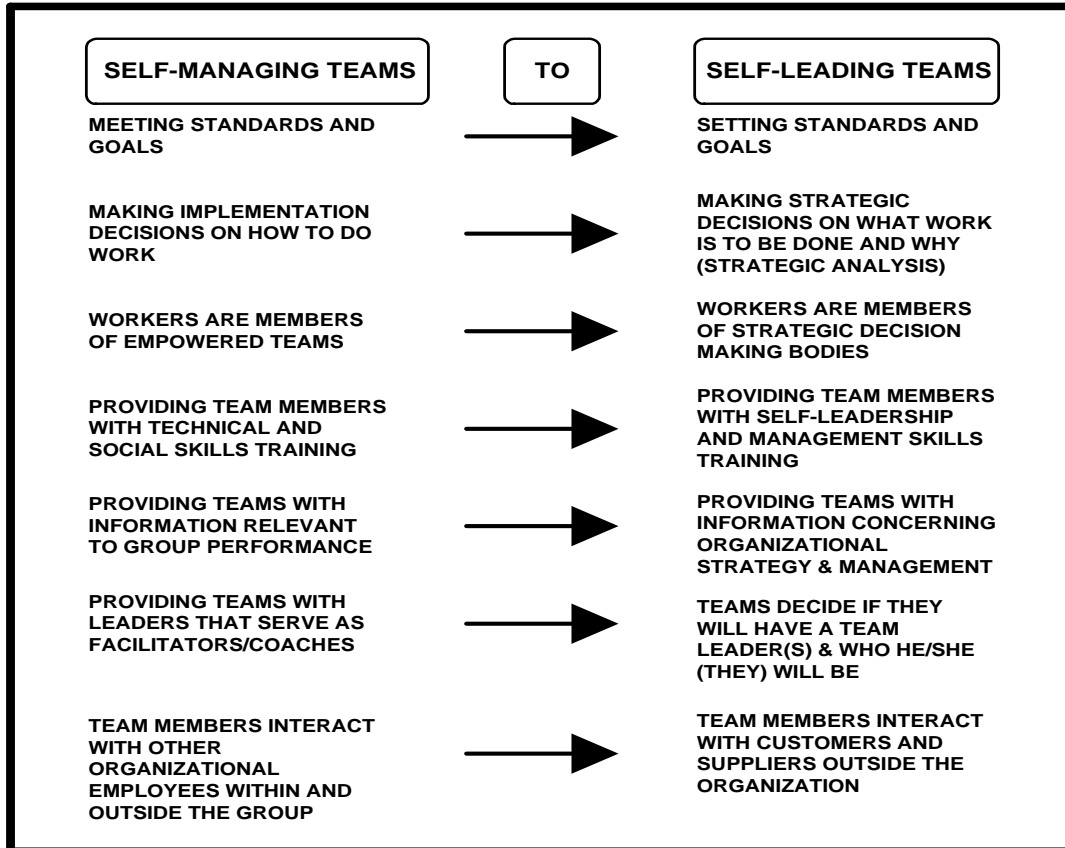 SELF-MANAGING TEAMS
TO
SELF-LEADING TEAMS
MEETING STANDARDS AND
GOALS
SETTING STANDARDS AND
GOALS
MAKING IMPLEMENTATION
DECISIONS ON HOW TO DO
WORK
MAKING STRATEGIC
DECISIONS ON WHAT WORK
IS TO BE DONE AND WHY
(STRATEGIC ANALYSIS)
WORKERS ARE MEMBERS
OF EMPOWERED TEAMS
WORKERS ARE MEMBERS
OF STRATEGIC DECISION
MAKING BODIES
PROVIDING TEAM MEMBERS
WITH TECHNICAL AND
SOCIAL SKILLS TRAINING
PROVIDING TEAM MEMBERS
WITH SELF-LEADERSHIP
AND MANAGEMENT SKILLS
TRAINING
PROVIDING TEAMS WITH
INFORMATION RELEVANT
TO GROUP PERFORMANCE
PROVIDING TEAMS WITH
INFORMATION CONCERNING
ORGANIZATIONAL
STRATEGY & MANAGEMENT
PROVIDING TEAMS WITH
LEADERS THAT SERVE AS
FACILITATORS/COACHES
TEAMS DECIDE IF THEY
WILL HAVE A TEAM
LEADER(S) & WHO HE/SHE
(THEY) WILL BE
TEAM MEMBERS INTERACT
WITH OTHER
ORGANIZATIONAL
EMPLOYEES WITHIN AND
OUTSIDE THE GROUP
TEAM MEMBERS INTERACT
WITH CUSTOMERS AND
SUPPLIERS OUTSIDE THE
ORGANIZATION